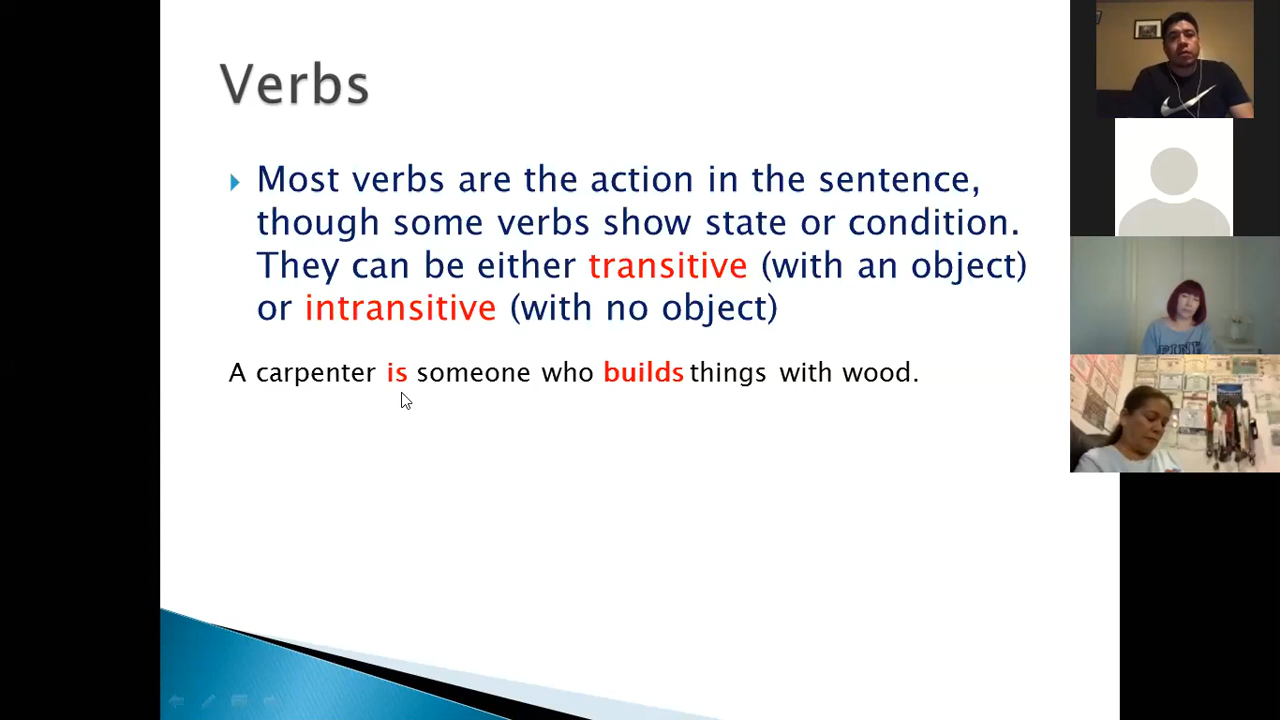 Verbs
Most verbs are the action in the sentence,
though some verbs show state or condition.
They can be either transitive (with an object)
or intransitive (with no object)
A carpenter is someone who builds things with wood.
PINK